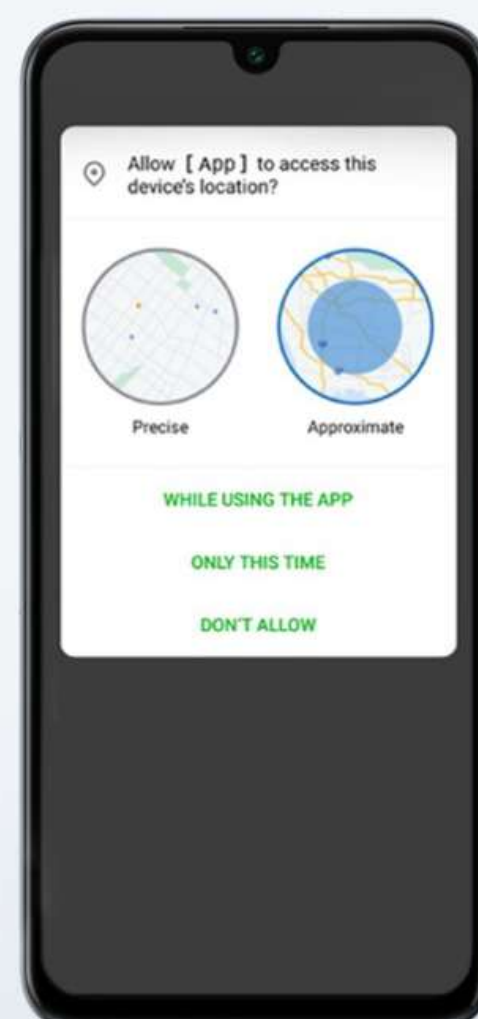 Allow [ App ] to access this
device's location?
Precise
Approximate
WHILE USING THE APP
ONLY THIS TIME
DON'T ALLOW